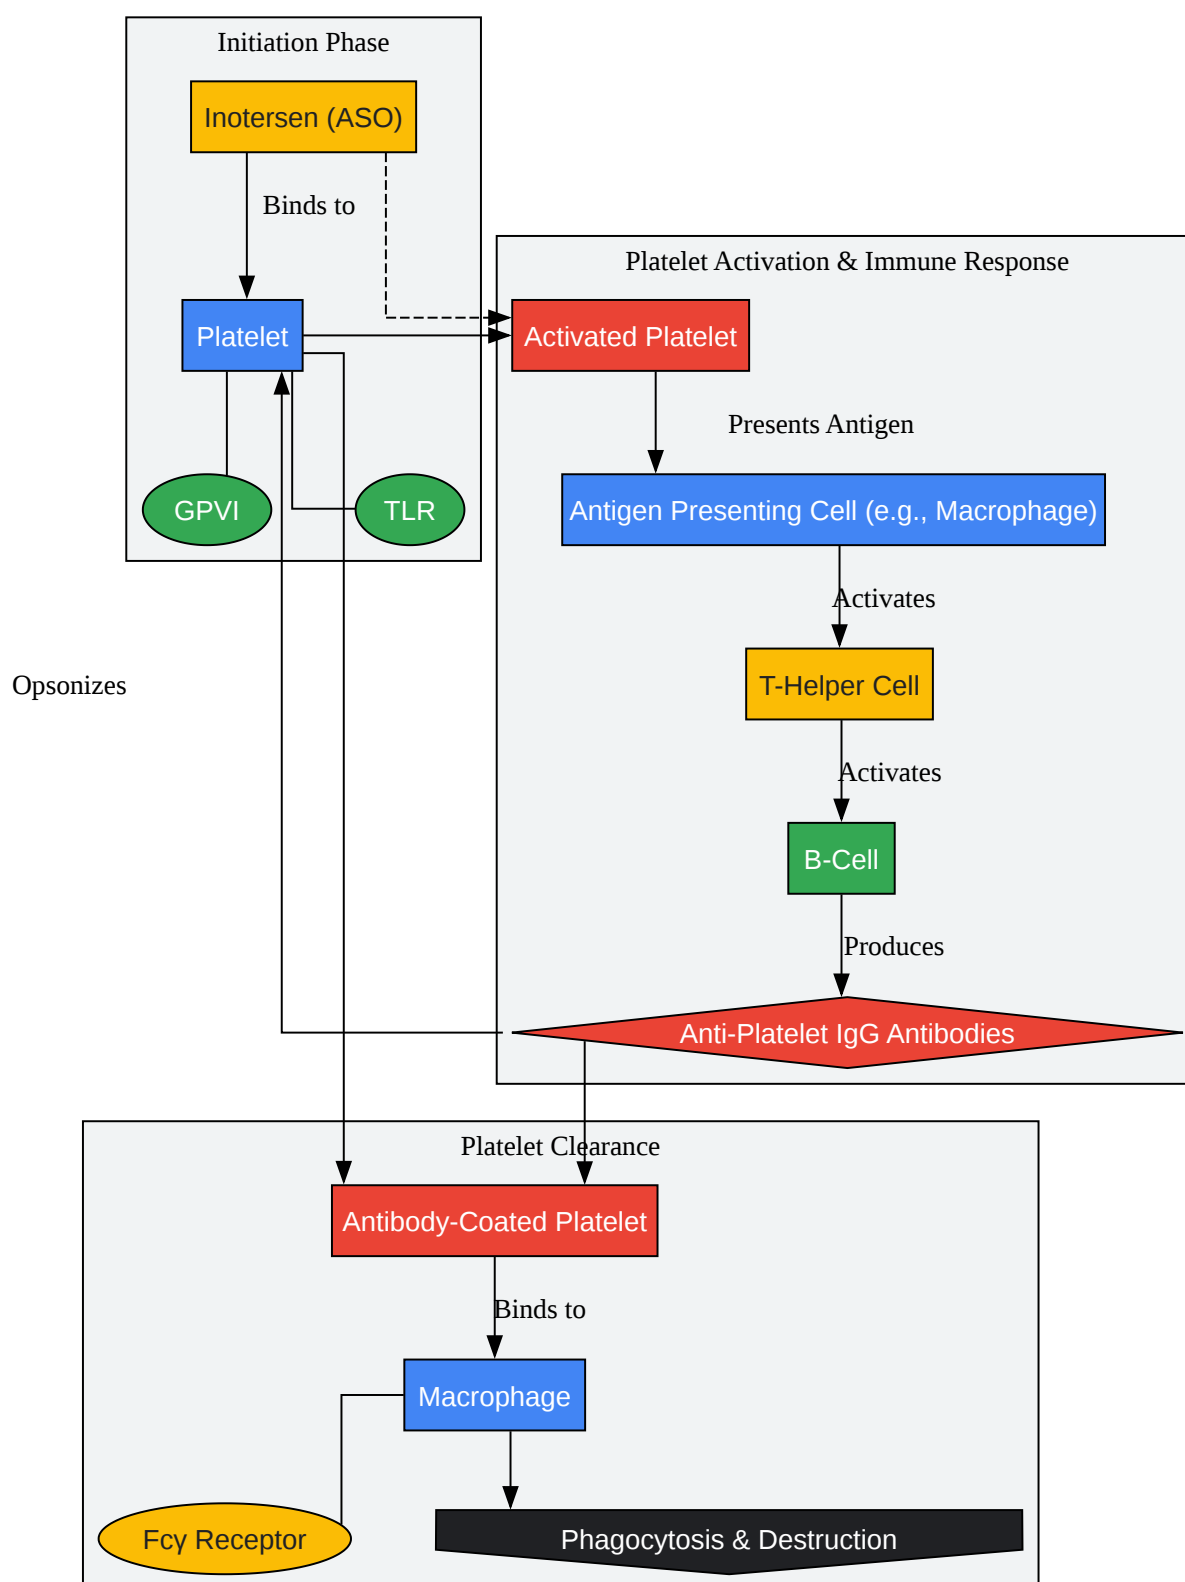 Initiation Phase
Inotersen (ASO)
Binds to
Platelet Activation & Immune Response
Platelet
Activated Platelet
Presents Antigen
GPVI
TLR
Antigen Presenting Cell (e.g., Macrophage)
Activates
Opsonizes
T-Helper Cell
Activates
B-Cell
Produces
Anti-Platelet IgG Antibodies
Platelet Clearance
Antibody-Coated Platelet
Binds to
Macrophage
Fcγ Receptor
Phagocytosis & Destruction